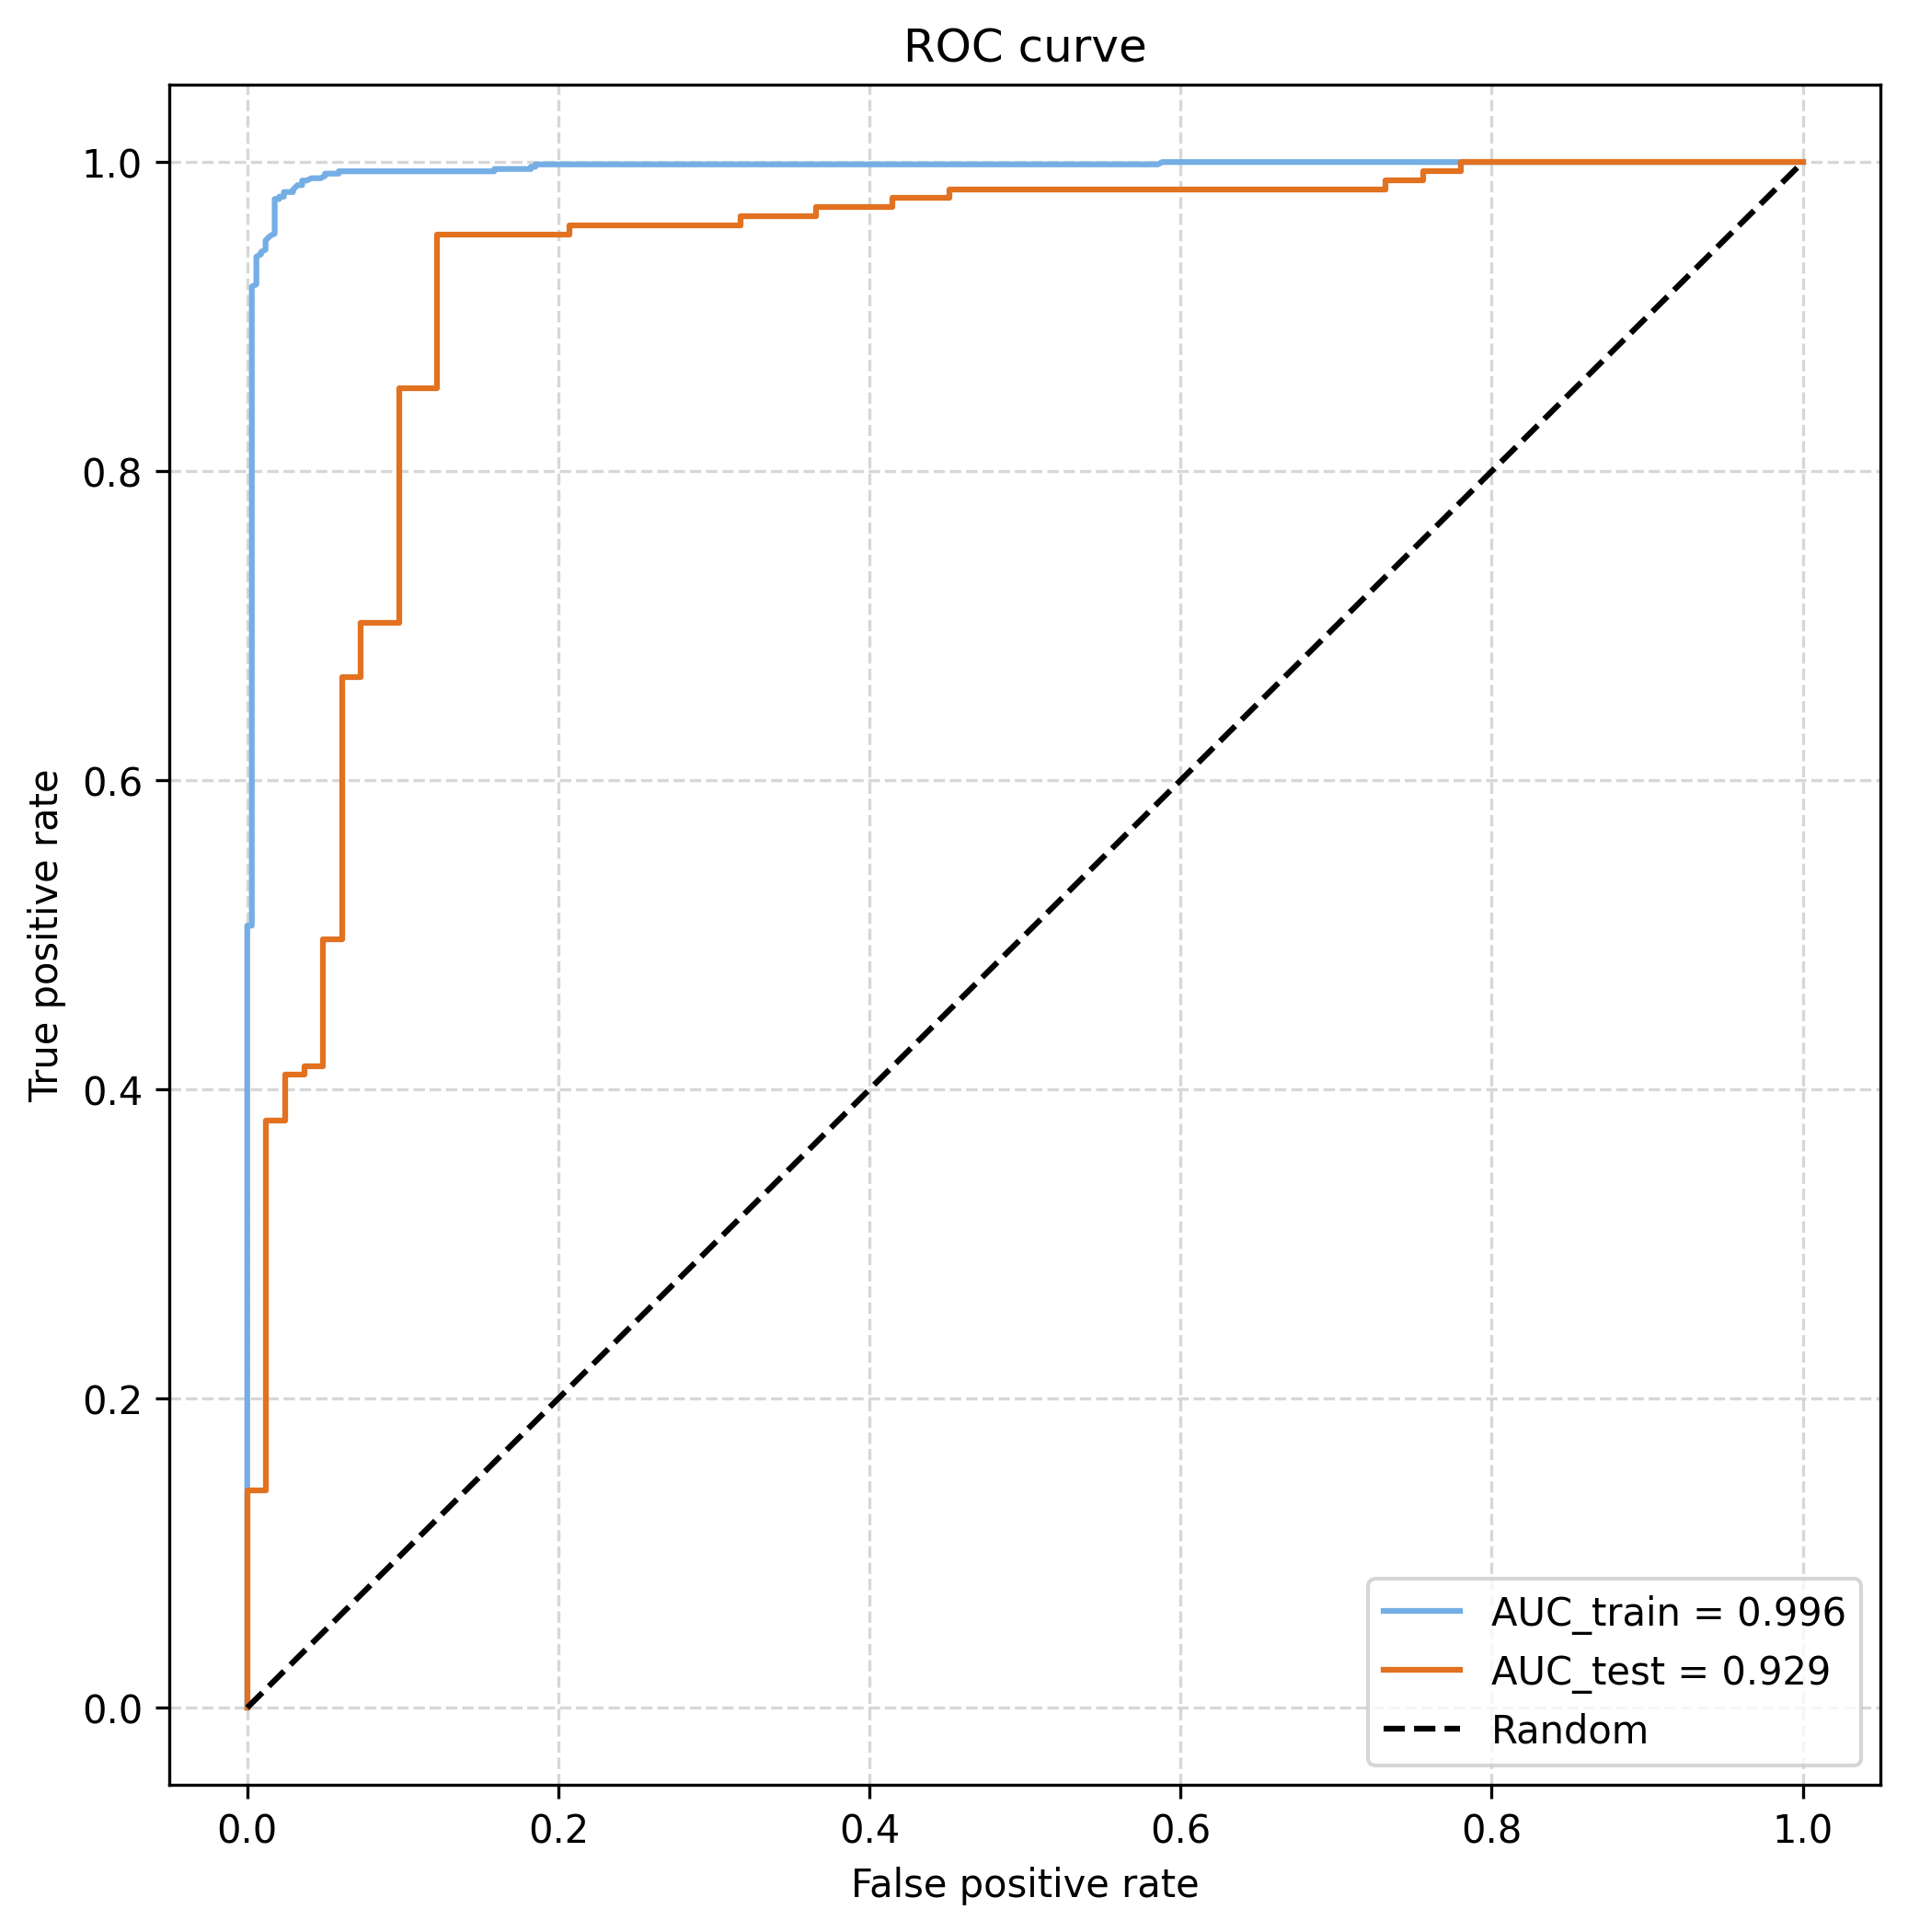 ROC curve
1.0
0.8
0.6
0.4
0.2
0.0
True positive rate
0.0 0.2 0.4 0.6 0.8 1.0
False positive rate
AUC_train = 0.996
AUC_test = 0.929
Random